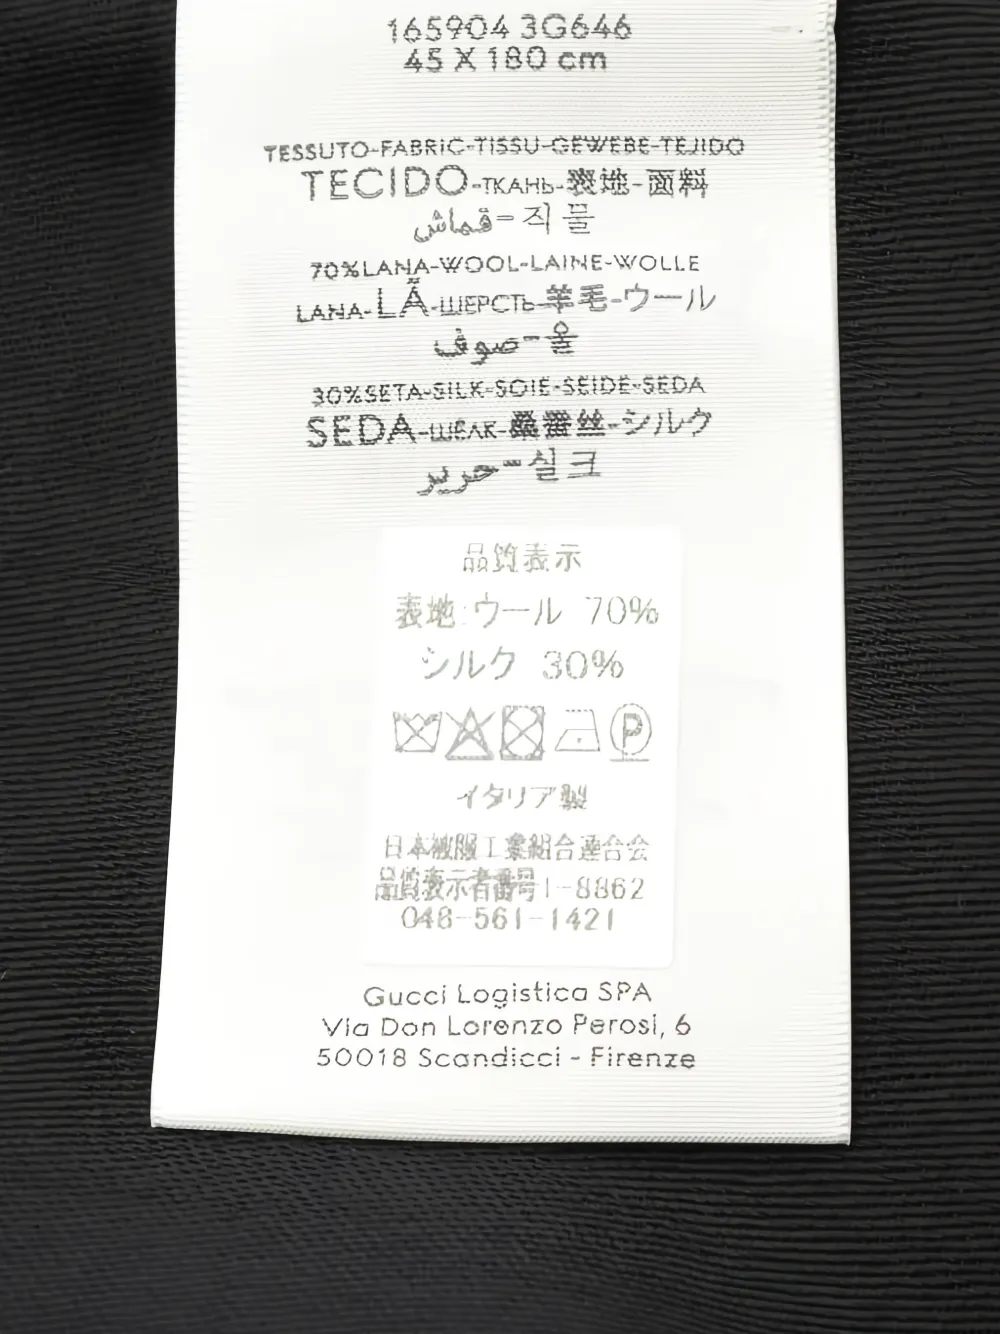 165904 3G646
45 X 180 cm
TESSUTO-FABRIC-TISSU-GEWEBE-TEJIDO
TECIDO-ТКАНЬ-表地-面料
قماش-직물
70%LANA-WOOL-LAINE-WOLLE
LANA-LÃ-ШЕРСТЬ-羊毛-ウール
صوف-울
30%SETA-SILK-SOIE-SEIDE-SEDA
SEDA-ШЕЛК-桑蚕丝-シルク
حرير-실크
品質表示
表地:ウール 70%
シルク 30%
P
イタリア製
日本被服工業組合連合会
品質表示者番号1-8862
048-561-1421
Gucci Logistica SPA
Via Don Lorenzo Perosi, 6
50018 Scandicci - Firenze